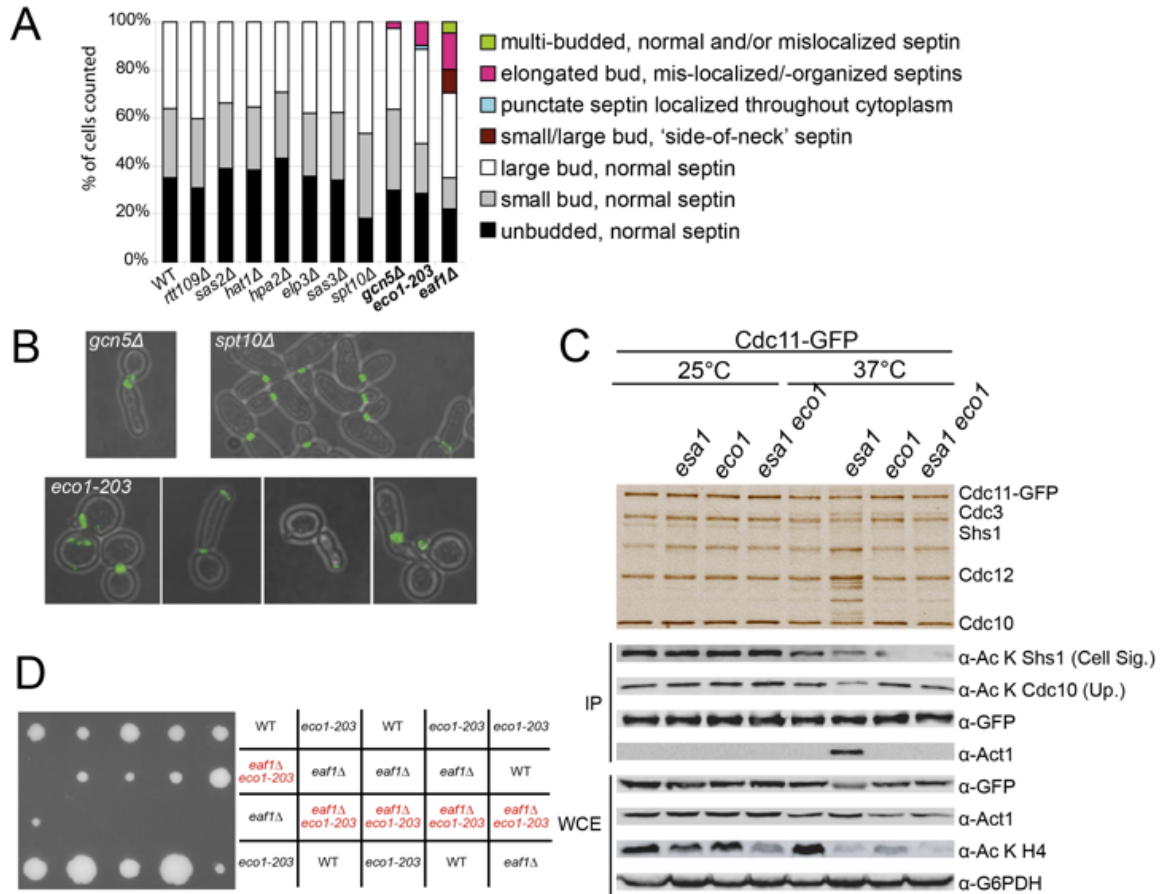 A
100%
80%
60%
40%
20%
0%
% of cells counted
WT
rtt109Δ
sas2Δ
hat1Δ
hpa2Δ
elp3Δ
sas3Δ
spt10Δ
gcn5Δ
eco1-203
eaf1Δ
multi-budded, normal and/or mislocalized septin
elongated bud, mis-localized/-organized septins
punctate septin localized throughout cytoplasm
small/large bud, ‘side-of-neck’ septin
large bud, normal septin
small bud, normal septin
unbudded, normal septin
B
gcn5Δ
spt10Δ
eco1-203
C
Cdc11-GFP
25°C 37°C
esa1 eco1 esa1 eco1 esa1 eco1 esa1 eco1
Cdc11-GFP
Cdc3
Shs1
Cdc12
Cdc10
IP
α-Ac K Shs1 (Cell Sig.)
α-Ac K Cdc10 (Up.)
α-GFP
α-Act1
WCE
α-GFP
α-Act1
α-Ac K H4
α-G6PDH
D
WT eco1-203 WT eco1-203 eco1-203
eaf1Δ eco1-203 eaf1Δ eaf1Δ eaf1Δ WT
eaf1Δ eaf1Δ eco1-203 eaf1Δ eco1-203 eaf1Δ eco1-203 eaf1Δ eco1-203
eco1-203 WT eco1-203 WT eaf1Δ